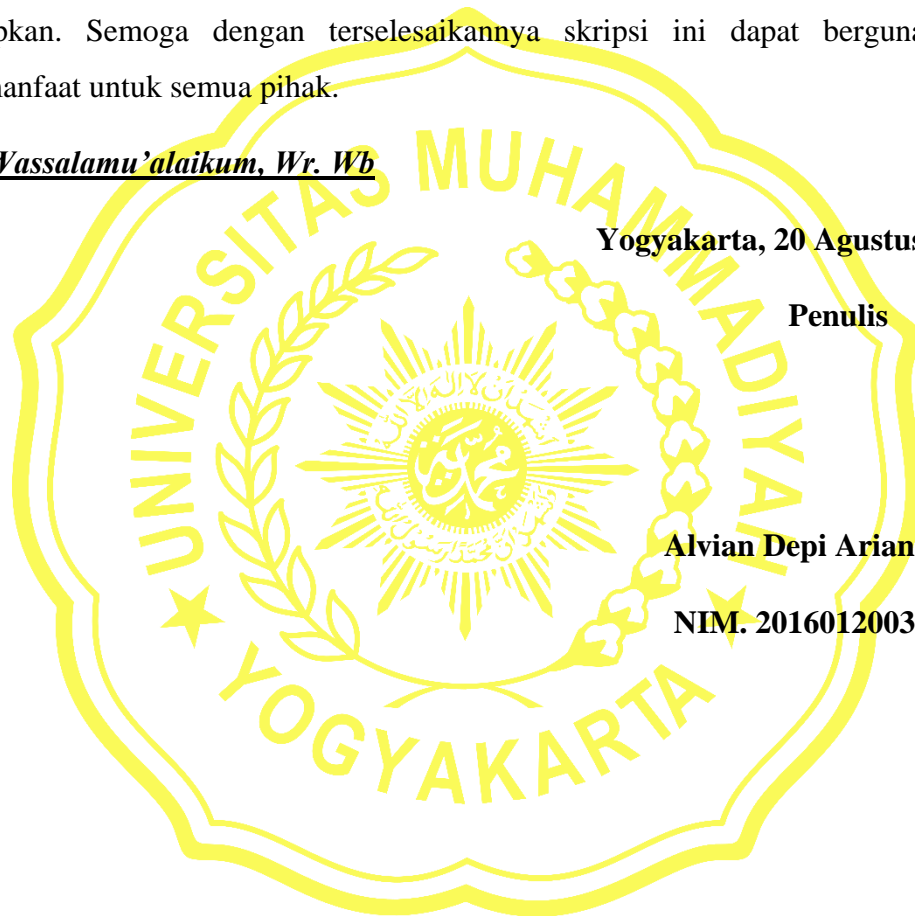 pkan. Semoga dengan terselesaikannya skripsi ini dapat berguna
anfaat untuk semua pihak.
Wassalamu’alaikum, Wr. Wb
UNIVERSITAS MUHAMMADIYAH
Yogyakarta, 20 Agustus
Penulis
Alvian Depi Arian
NIM. 2016012003
YOGYAKARTA